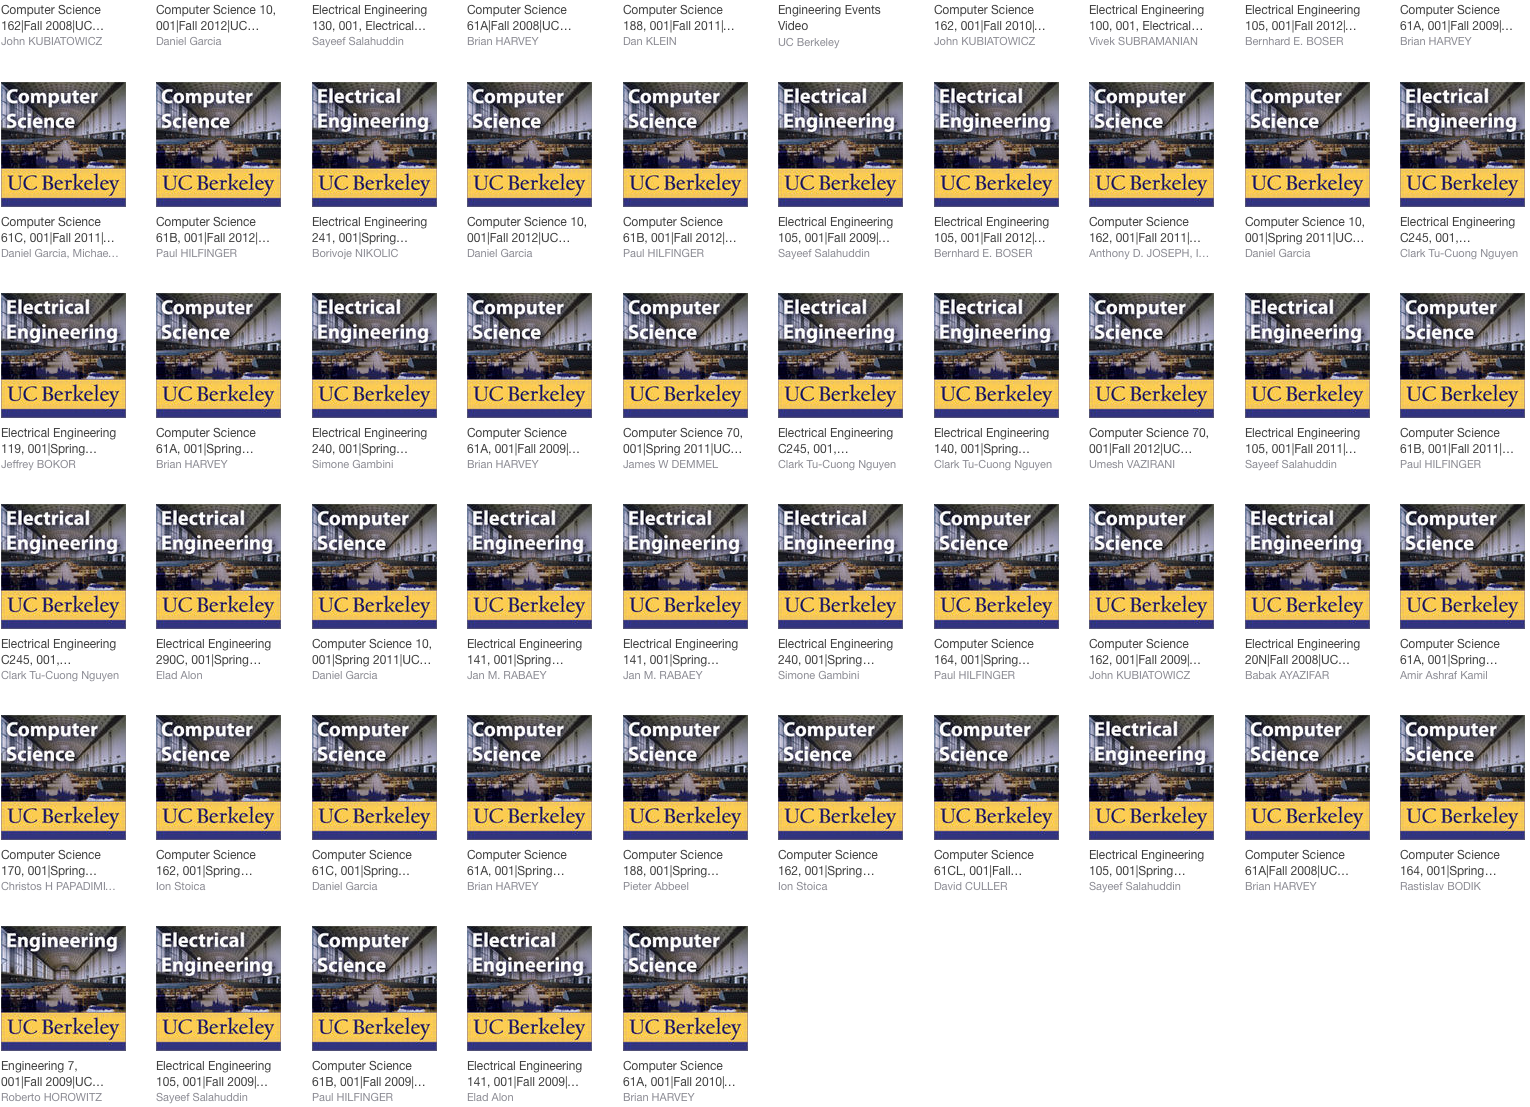 Computer Science
162|Fall 2008|UC...
John KUBIATOWICZ
Computer Science 10,
001|Fall 2012|UC...
Daniel Garcia
Electrical Engineering
130, 001, Electrical...
Sayeef Salahuddin
Computer Science
61A|Fall 2008|UC...
Brian HARVEY
Computer Science
188, 001|Fall 2011|...
Dan KLEIN
Engineering Events
Video
UC Berkeley
Computer Science
162, 001|Fall 2010|...
John KUBIATOWICZ
Electrical Engineering
100, 001, Electrical...
Vivek SUBRAMANIAN
Electrical Engineering
105, 001|Fall 2012|...
Bernhard E. BOSER
Computer Science
61A, 001|Fall 2009|...
Brian HARVEY
Computer
Science
UC Berkeley
Computer Science
61C, 001|Fall 2011|...
Daniel Garcia, Michae...
Computer
Science
UC Berkeley
Computer Science
61B, 001|Fall 2012|...
Paul HILFINGER
Electrical
Engineering
UC Berkeley
Electrical Engineering
241, 001|Spring...
Borivoje NIKOLIC
Computer
Science
UC Berkeley
Computer Science 10,
001|Fall 2012|UC...
Daniel Garcia
Computer
Science
UC Berkeley
Computer Science
61B, 001|Fall 2012|...
Paul HILFINGER
Electrical
Engineering
UC Berkeley
Electrical Engineering
105, 001|Fall 2009|...
Sayeef Salahuddin
Electrical
Engineering
UC Berkeley
Electrical Engineering
105, 001|Fall 2012|...
Bernhard E. BOSER
Computer
Science
UC Berkeley
Computer Science
162, 001|Fall 2011|...
Anthony D. JOSEPH, I...
Computer
Science
UC Berkeley
Computer Science 10,
001|Spring 2011|UC...
Daniel Garcia
Electrical
Engineering
UC Berkeley
Electrical Engineering
C245, 001,...
Clark Tu-Cuong Nguyen
Electrical
Engineering
UC Berkeley
Electrical Engineering
119, 001|Spring...
Jeffrey BOKOR
Computer
Science
UC Berkeley
Computer Science
61A, 001|Spring...
Brian HARVEY
Electrical
Engineering
UC Berkeley
Electrical Engineering
240, 001|Spring...
Simone Gambini
Computer
Science
UC Berkeley
Computer Science
61A, 001|Fall 2009|...
Brian HARVEY
Computer
Science
UC Berkeley
Computer Science 70,
001|Spring 2011|UC...
James W DEMMEL
Electrical
Engineering
UC Berkeley
Electrical Engineering
C245, 001,...
Clark Tu-Cuong Nguyen
Electrical
Engineering
UC Berkeley
Electrical Engineering
140, 001|Spring...
Clark Tu-Cuong Nguyen
Computer
Science
UC Berkeley
Computer Science 70,
001|Fall 2012|UC...
Umesh VAZIRANI
Electrical
Engineering
UC Berkeley
Electrical Engineering
105, 001|Fall 2011|...
Sayeef Salahuddin
Computer
Science
UC Berkeley
Computer Science
61B, 001|Fall 2011|...
Paul HILFINGER
Electrical
Engineering
UC Berkeley
Electrical Engineering
C245, 001,...
Clark Tu-Cuong Nguyen
Electrical
Engineering
UC Berkeley
Electrical Engineering
290C, 001|Spring...
Elad Alon
Computer
Science
UC Berkeley
Computer Science 10,
001|Spring 2011|UC...
Daniel Garcia
Electrical
Engineering
UC Berkeley
Electrical Engineering
141, 001|Spring...
Jan M. RABAEY
Electrical
Engineering
UC Berkeley
Electrical Engineering
141, 001|Spring...
Jan M. RABAEY
Electrical
Engineering
UC Berkeley
Electrical Engineering
240, 001|Spring...
Simone Gambini
Computer
Science
UC Berkeley
Computer Science
164, 001|Spring...
Paul HILFINGER
Computer
Science
UC Berkeley
Computer Science
162, 001|Fall 2009|...
John KUBIATOWICZ
Electrical
Engineering
UC Berkeley
Electrical Engineering
20N|Fall 2008|UC...
Babak AYAZIFAR
Computer
Science
UC Berkeley
Computer Science
61A, 001|Spring...
Amir Ashraf Kamil
Computer
Science
UC Berkeley
Computer Science
170, 001|Spring...
Christos H PAPADIMI...
Computer
Science
UC Berkeley
Computer Science
162, 001|Spring...
Ion Stoica
Computer
Science
UC Berkeley
Computer Science
61C, 001|Spring...
Daniel Garcia
Computer
Science
UC Berkeley
Computer Science
61A, 001|Spring...
Brian HARVEY
Computer
Science
UC Berkeley
Computer Science
188, 001|Spring...
Pieter Abbeel
Computer
Science
UC Berkeley
Computer Science
162, 001|Spring...
Ion Stoica
Computer
Science
UC Berkeley
Computer Science
61CL, 001|Fall...
David CULLER
Electrical
Engineering
UC Berkeley
Electrical Engineering
105, 001|Spring...
Sayeef Salahuddin
Computer
Science
UC Berkeley
Computer Science
61A|Fall 2008|UC...
Brian HARVEY
Computer
Science
UC Berkeley
Computer Science
164, 001|Spring...
Rastislav BODIK
Engineering
UC Berkeley
Engineering 7,
001|Fall 2009|UC...
Roberto HOROWITZ
Electrical
Engineering
UC Berkeley
Electrical Engineering
105, 001|Fall 2009|...
Sayeef Salahuddin
Computer
Science
UC Berkeley
Computer Science
61B, 001|Fall 2009|...
Paul HILFINGER
Electrical
Engineering
UC Berkeley
Electrical Engineering
141, 001|Fall 2009|...
Elad Alon
Computer
Science
UC Berkeley
Computer Science
61A, 001|Fall 2010|...
Brian HARVEY